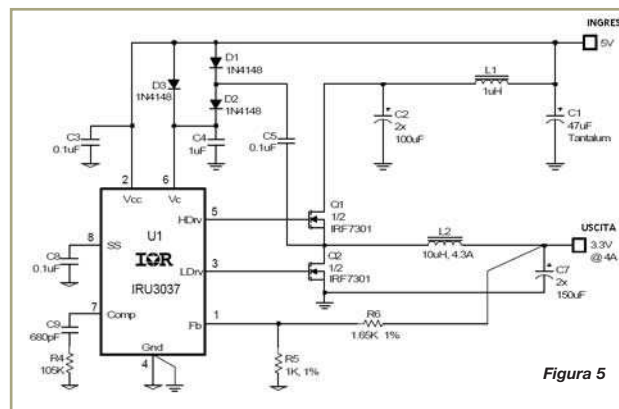 INGRES
5V
D1
1N4148
L1
1uH
D3
1N4148
D2
1N4148
C3
0.1uF
C4
1uF
C5
0.1uF
C2
2x
100uF
C1
47uF
Tantalum
2
6
Vcc
Vc
Q1
1/2
IRF7301
HDrv
5
8
SS
U1
IOR
IRU3037
C8
0.1uF
LDrv
3
Q2
1/2
IRF7301
L2
10uH, 4.3A
USCITA
3.3V
@ 4A
C7
2x
150uF
7
Comp
C9
680pF
Fb
1
R6
1.65K, 1%
R4
105K
Gnd
4
R5
1K, 1%
Figura 5